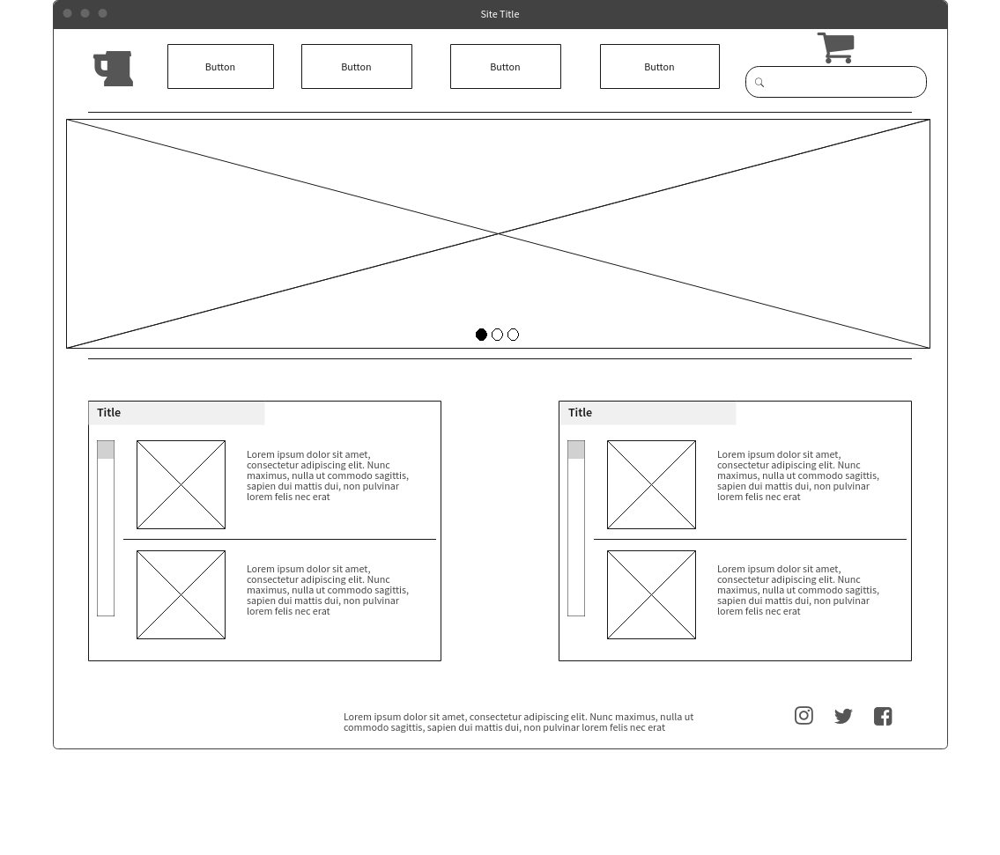 Site Title
Button
Button
Button
Button
Title
Lorem ipsum dolor sit amet,
consectetur adipiscing elit. Nunc
maximus, nulla ut commodo sagittis,
sapien dui mattis dui, non pulvinar
lorem felis nec erat
Lorem ipsum dolor sit amet,
consectetur adipiscing elit. Nunc
maximus, nulla ut commodo sagittis,
sapien dui mattis dui, non pulvinar
lorem felis nec erat
Title
Lorem ipsum dolor sit amet,
consectetur adipiscing elit. Nunc
maximus, nulla ut commodo sagittis,
sapien dui mattis dui, non pulvinar
lorem felis nec erat
Lorem ipsum dolor sit amet,
consectetur adipiscing elit. Nunc
maximus, nulla ut commodo sagittis,
sapien dui mattis dui, non pulvinar
lorem felis nec erat
Lorem ipsum dolor sit amet, consectetur adipiscing elit. Nunc maximus, nulla ut
commodo sagittis, sapien dui mattis dui, non pulvinar lorem felis nec erat